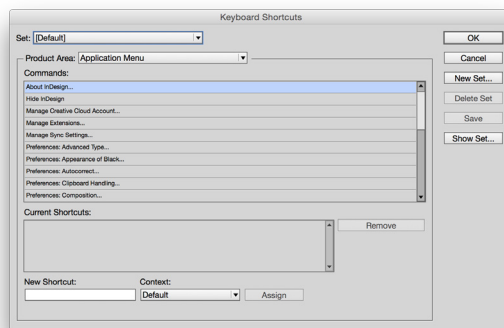 Keyboard Shortcuts
Set: [Default]
OK
Product Area: Application Menu
Cancel
Commands:
New Set...
About InDesign...
Hide InDesign
Delete Set
Manage Creative Cloud Account...
Manage Extensions...
Save
Manage Sync Settings...
Show Set...
Preferences: Advanced Type...
Preferences: Appearance of Black...
Preferences: Autocorrect...
Preferences: Clipboard Handling...
Preferences: Composition...
Current Shortcuts:
Remove
New Shortcut:
Context:
Default
Assign